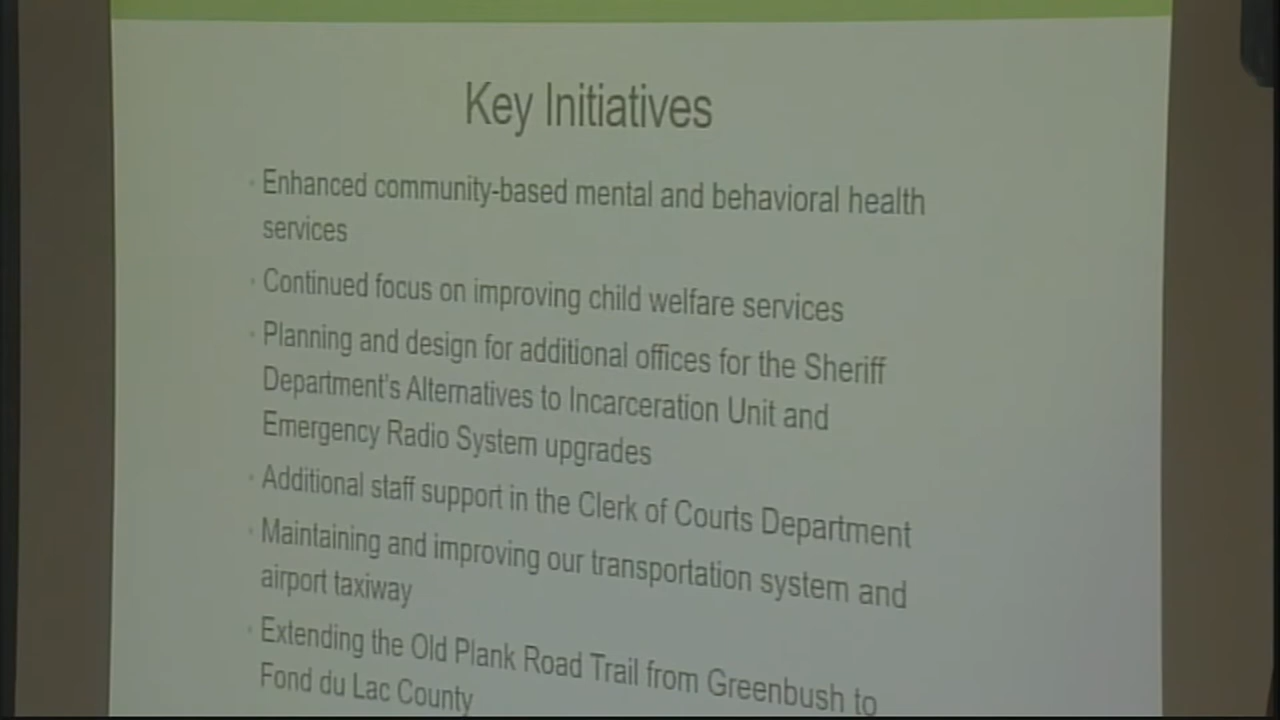 Key Initiatives
Enhanced community-based mental and behavioral health
services
Continued focus on improving child welfare services
Planning and design for additional offices for the Sheriff
Department's Alternatives to Incarceration Unit and
Emergency Radio System upgrades
Additional staff support in the Clerk of Courts Department
Maintaining and improving our transportation system and
airport taxiway
Extending the Old Plank Road Trail from Greenbush to
Fond du Lac County